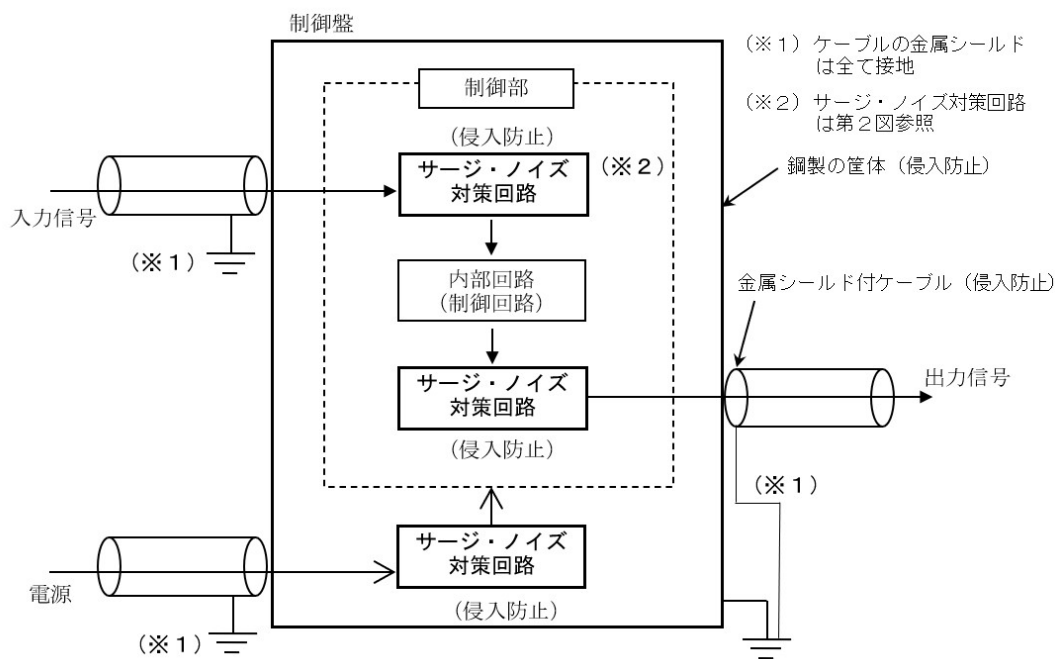 制御盤
(※1) ケーブルの金属シールド
は全て接地
(※2) サージ・ノイズ対策回路
は第2図参照
制御部
(侵入防止)
サージ・ノイズ
対策回路
(※2)
鋼製の筐体 (侵入防止)
入力信号
(※1)
内部回路
(制御回路)
金属シールド付ケーブル (侵入防止)
サージ・ノイズ
対策回路
出力信号
(侵入防止)
(※1)
サージ・ノイズ
対策回路
電源
(侵入防止)
(※1)